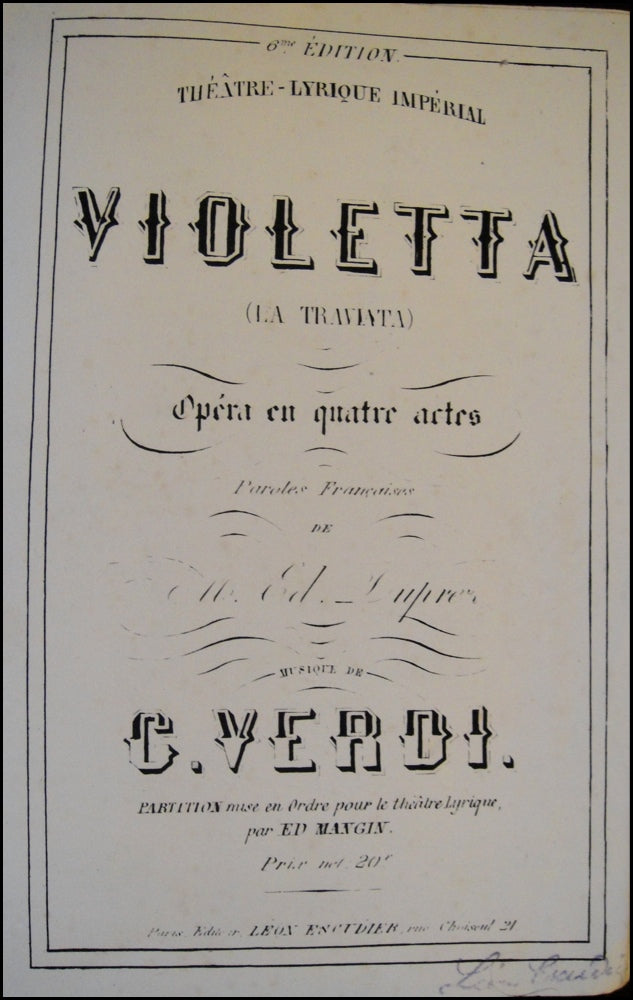 6me ÉDITION.
THÉÂTRE-LYRIQUE IMPÉRIAL
VIOLETTA
(LA TRAVIATA)
Opéra en quatre actes
Paroles Françaises
DE
M. Ed. Duprez
MUSIQUE DE
G. VERDI.
PARTITION mise en Ordre pour le théâtre Lyrique,
par ED MANGIN.
Prix net 20f
Paris, Editeur, LÉON ESCUDIER, rue Choiseul 21